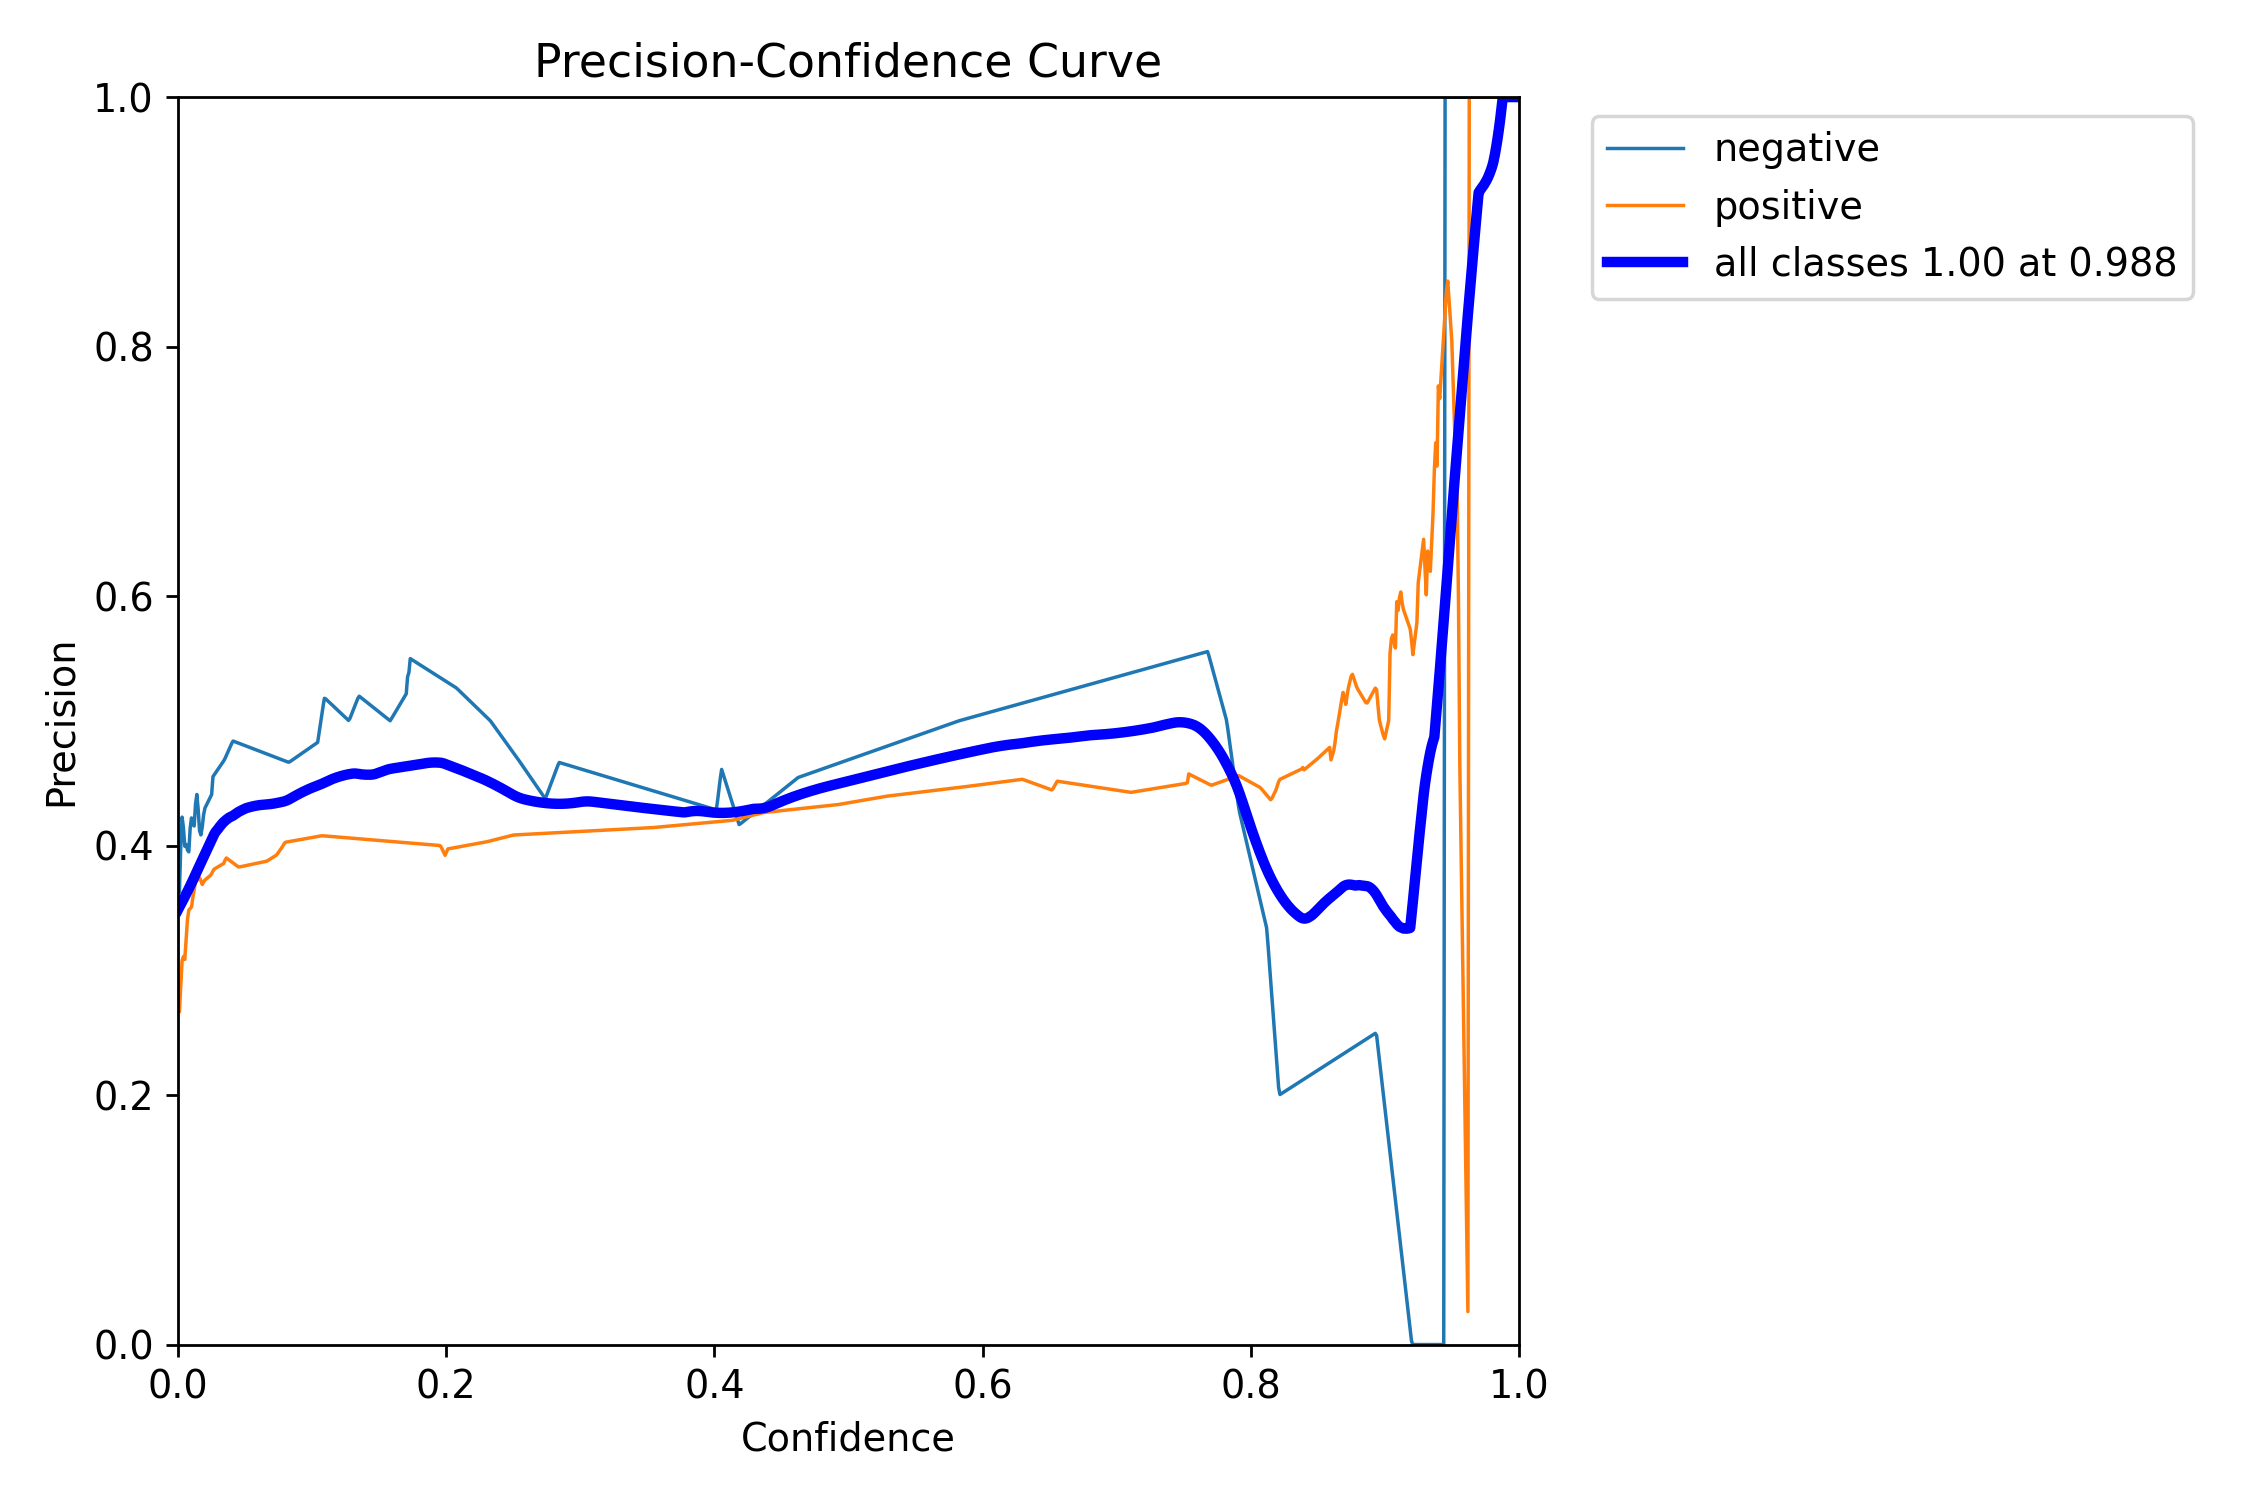 Precision-Confidence Curve
1.0
0.8
0.6
0.4
0.2
0.0
Precision
0.0 0.2 0.4 0.6 0.8 1.0
Confidence
negative
positive
all classes 1.00 at 0.988